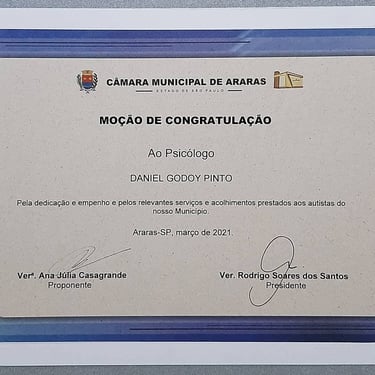 CÂMARA MUNICIPAL DE ARARAS
ESTADO DE SÃO PAULO
MOÇÃO DE CONGRATULAÇÃO
Ao Psicólogo
DANIEL GODOY PINTO
Pela dedicação e empenho e pelos relevantes serviços e acolhimentos prestados aos autistas do
nosso Município.
Araras-SP, março de 2021.
Verª. Ana Júlia Casagrande
Proponente
Ver. Rodrigo Soares dos Santos
Presidente